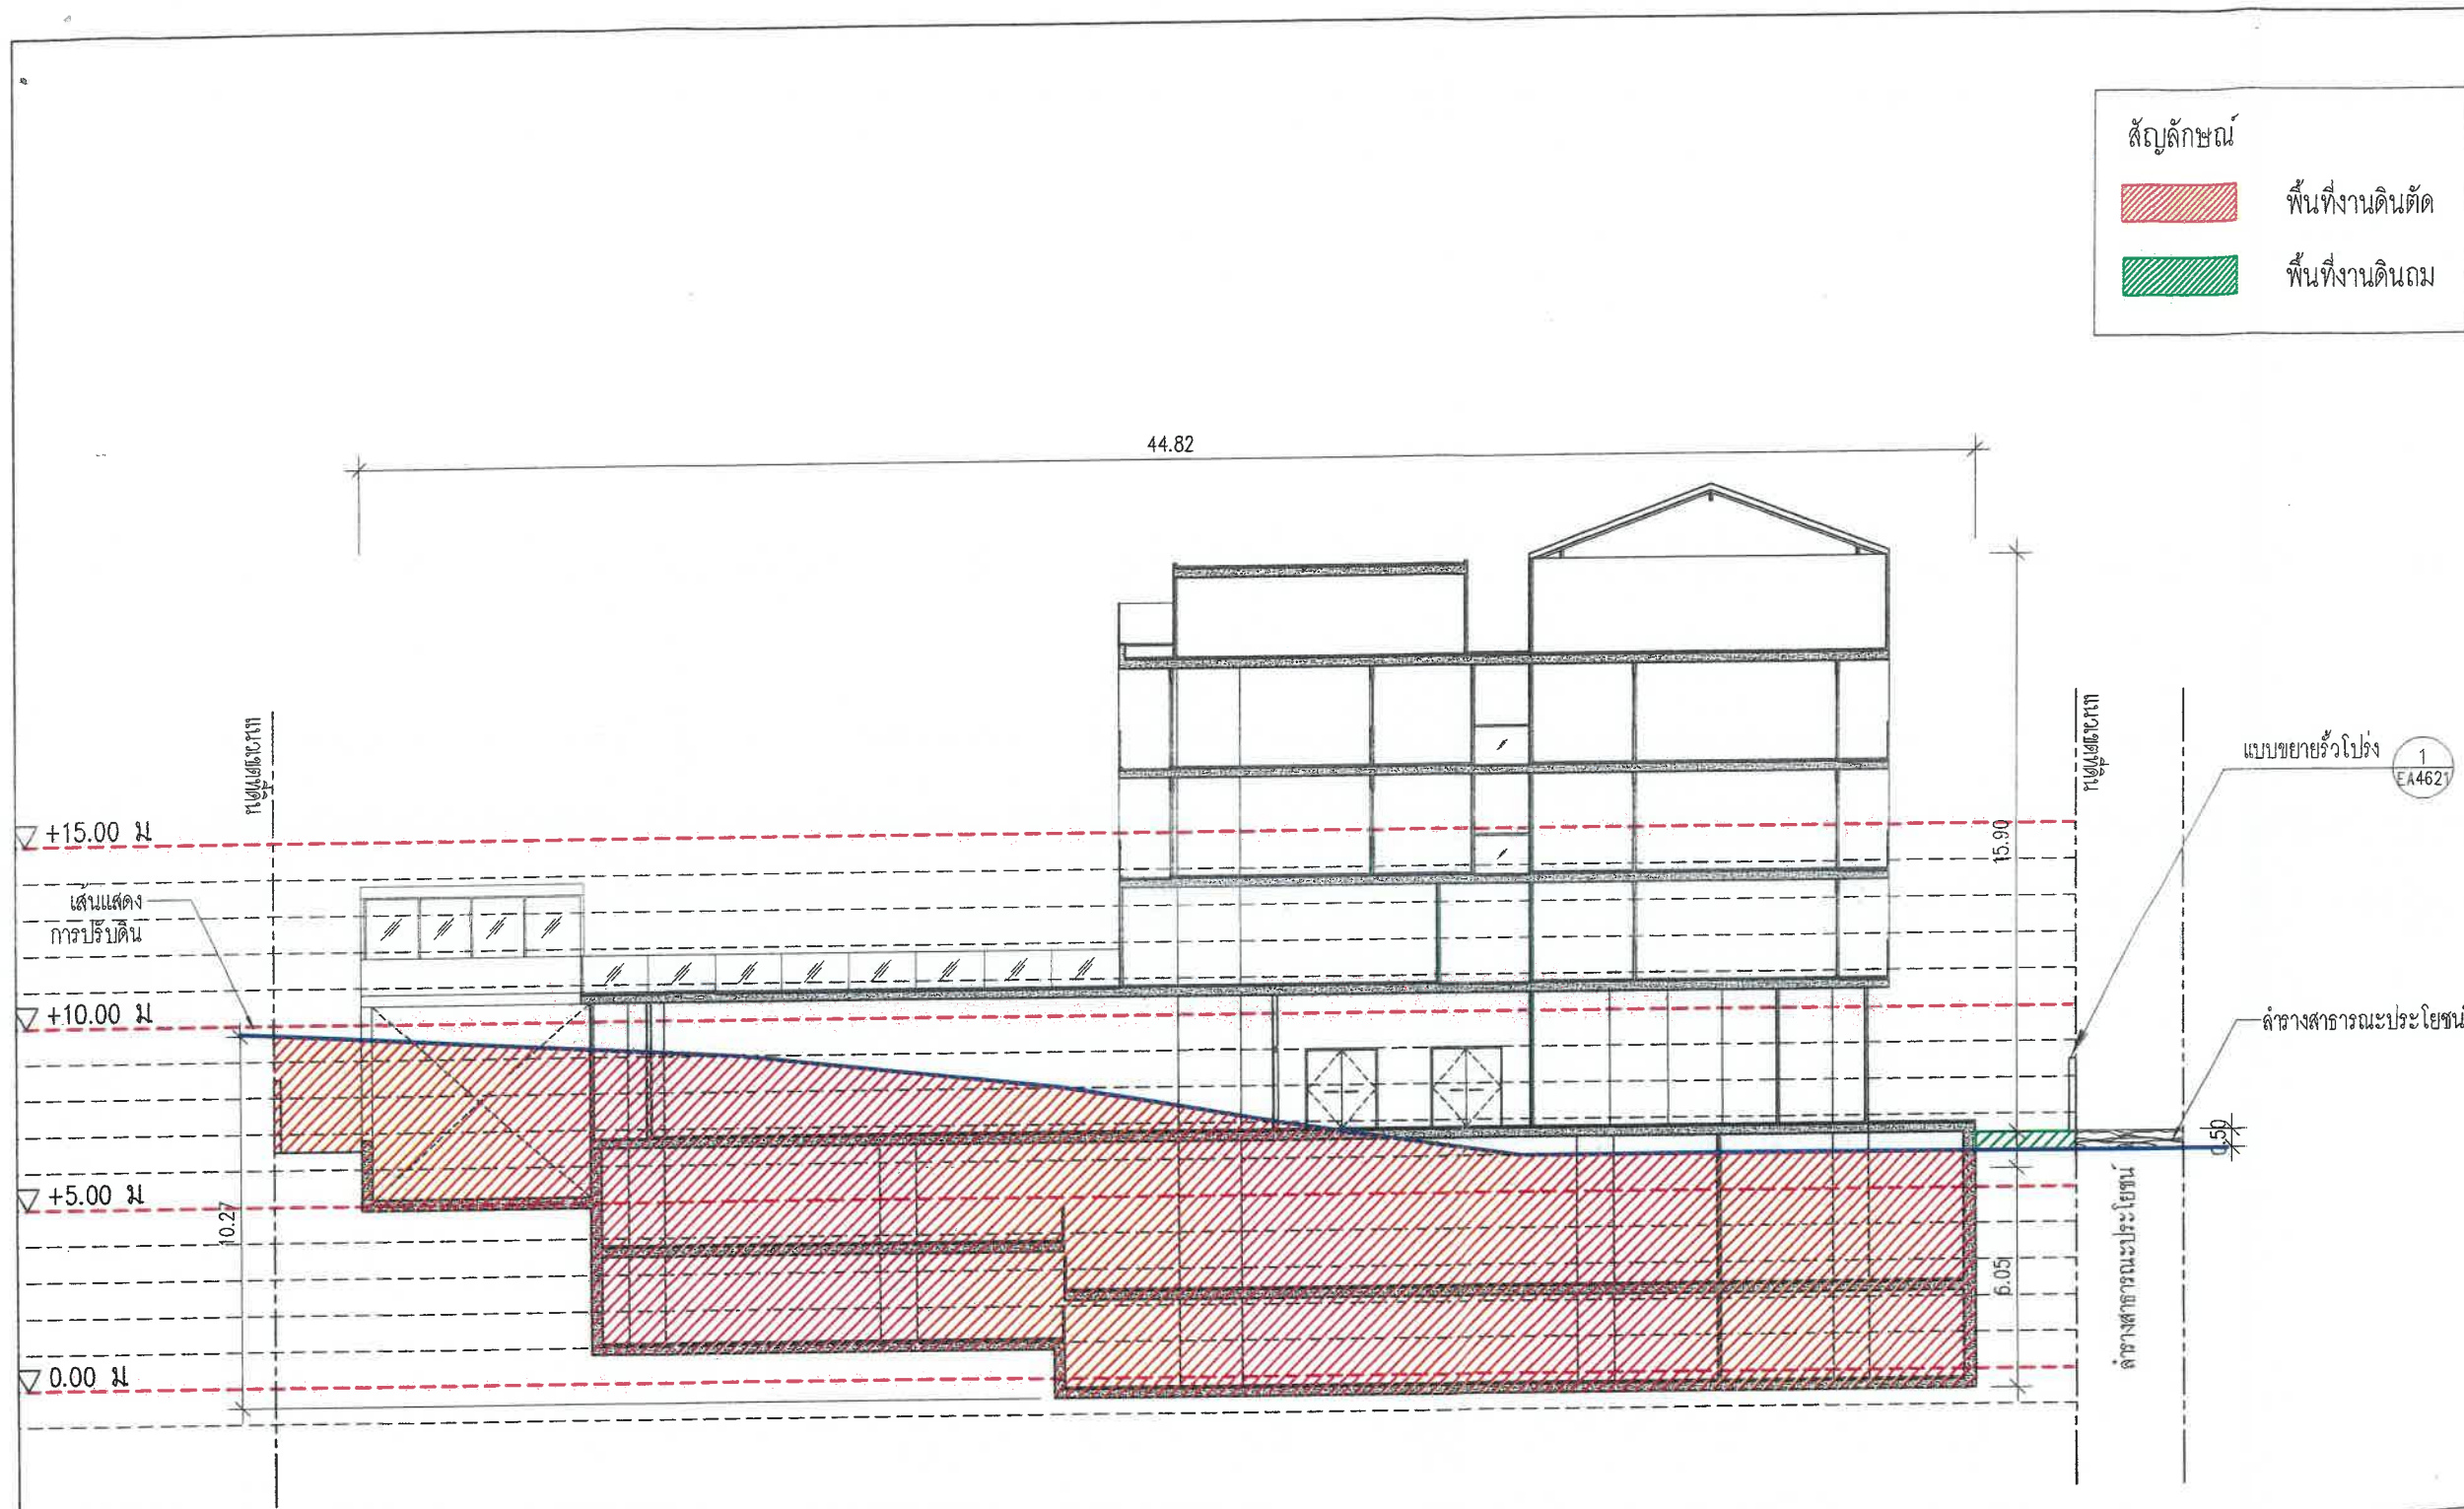 สัญลักษณ์
พื้นที่งานดินตัด
พื้นที่งานดินถม
44.82
แนวเขตที่ดิน
แนวเขตที่ดิน
แบบขยายรั้วโปร่ง
1
EA4621
+15.00 ม
15.90
เส้นแสดง
การปรับดิน
+10.00 ม
ลำรางสาธารณะประโยชน์
0.50
+5.00 ม
10.27
6.05
ลำรางสาธารณะประโยชน์
0.00 ม